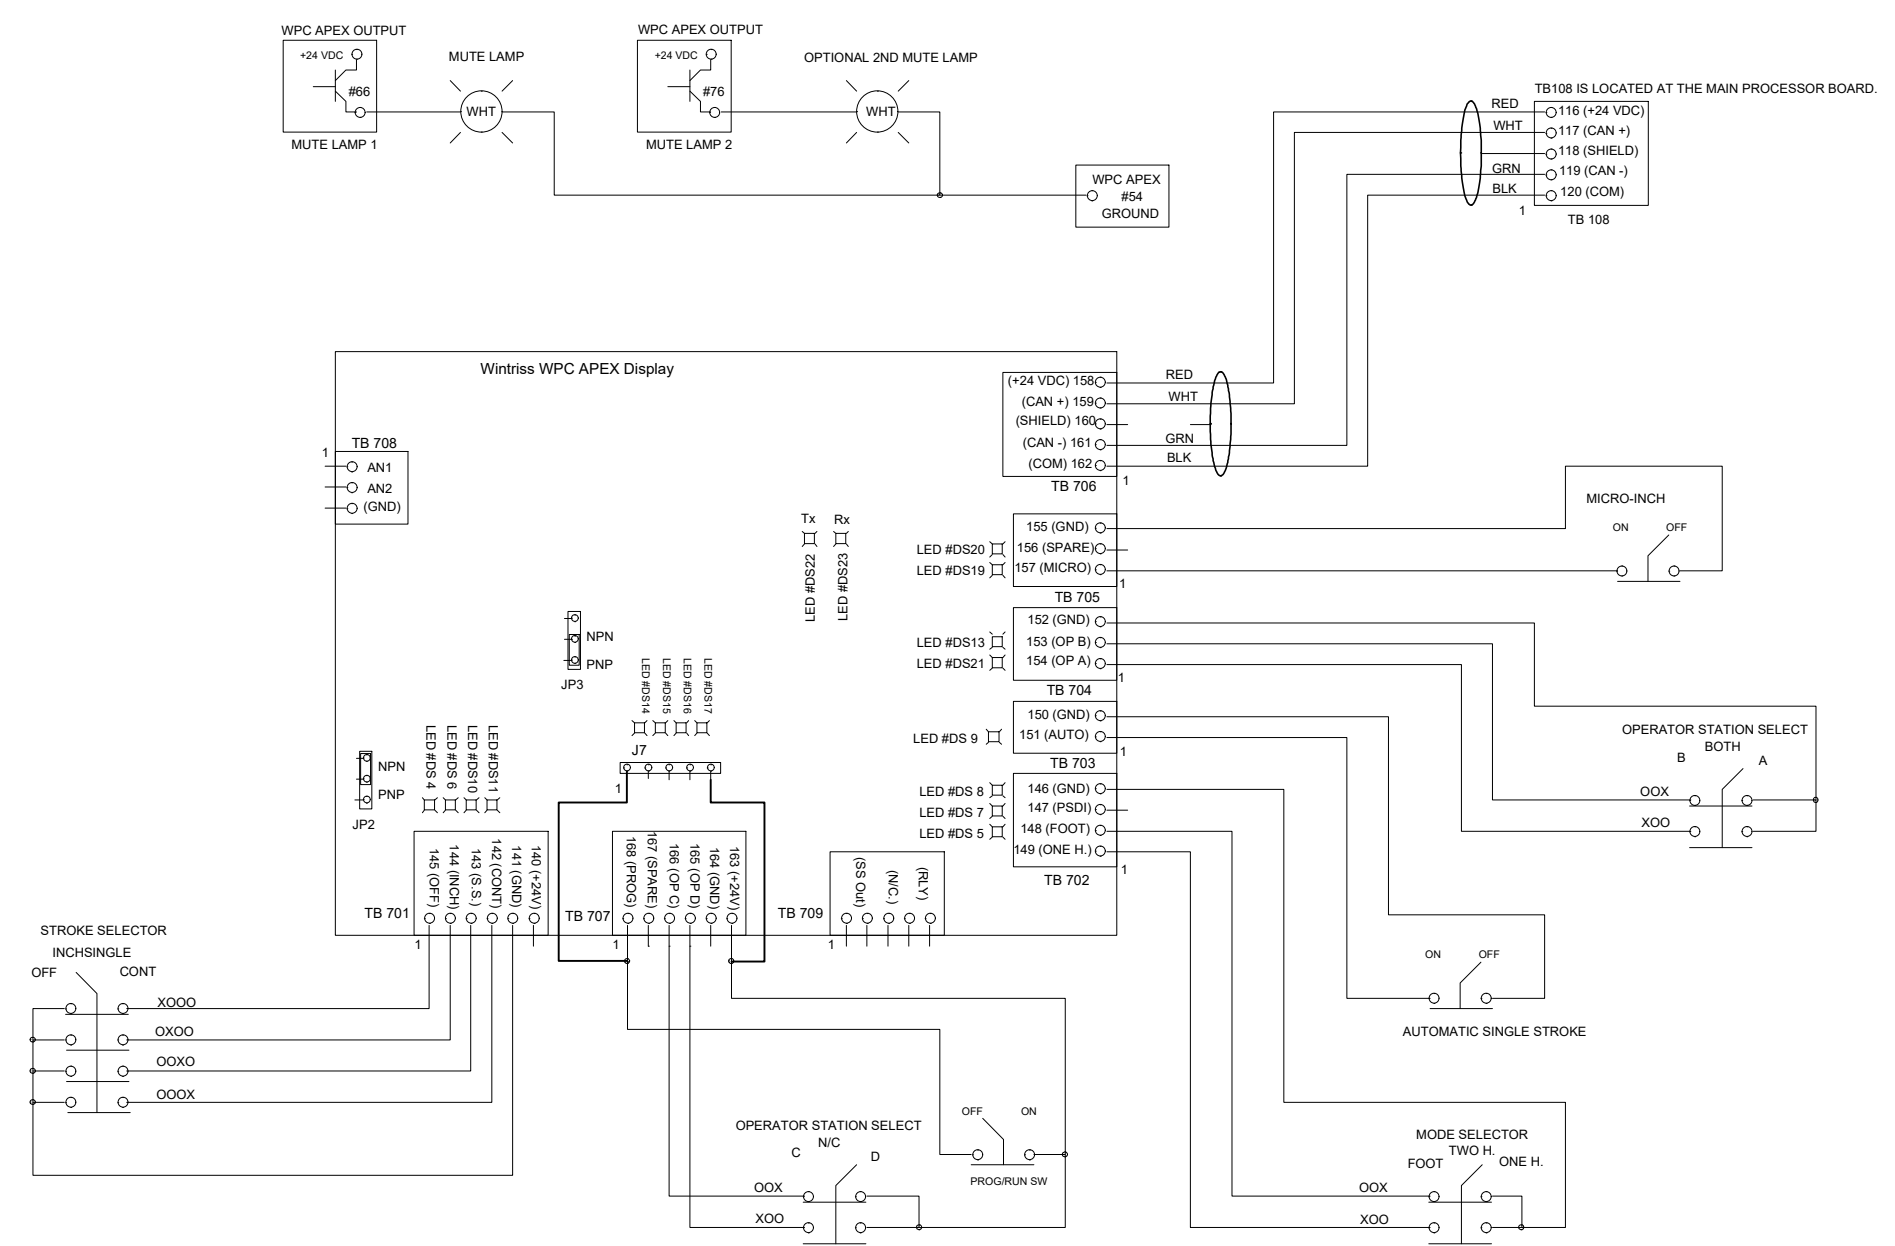 WPC APEX OUTPUT
+24 VDC
#66
MUTE LAMP 1
MUTE LAMP
WHT
WPC APEX OUTPUT
+24 VDC
#76
MUTE LAMP 2
OPTIONAL 2ND MUTE LAMP
WHT
WPC APEX
#54
GROUND
TB108 IS LOCATED AT THE MAIN PROCESSOR BOARD.
RED
WHT
GRN
BLK
116 (+24 VDC)
117 (CAN +)
118 (SHIELD)
119 (CAN -)
120 (COM)
1
TB 108
Wintriss WPC APEX Display
(+24 VDC) 158
(CAN +) 159
(SHIELD) 160
(CAN -) 161
(COM) 162
TB 706
1
RED
WHT
GRN
BLK
TB 708
1
AN1
AN2
(GND)
Tx
Rx
LED #DS22
LED #DS23
LED #DS20
LED #DS19
155 (GND)
156 (SPARE)
157 (MICRO)
1
TB 705
MICRO-INCH
ON
OFF
LED #DS13
LED #DS21
152 (GND)
153 (OP B)
154 (OP A)
1
TB 704
NPN
PNP
JP3
LED #DS14
LED #DS15
LED #DS16
LED #DS17
J7
1
LED #DS 9
150 (GND)
151 (AUTO)
1
TB 703
OPERATOR STATION SELECT
BOTH
B
A
OOX
XOO
LED #DS 4
LED #DS 6
LED #DS10
LED #DS11
NPN
PNP
JP2
LED #DS 8
LED #DS 7
LED #DS 5
146 (GND)
147 (PSDI)
148 (FOOT)
149 (ONE H.)
1
TB 702
145 (OFF)
144 (INCH)
143 (S.S.)
142 (CONT)
141 (GND)
140 (+24V)
TB 701
1
168 (PROG)
167 (SPARE)
166 (OP C)
165 (OP D)
164 (GND)
163 (+24V)
TB 707
1
(SS Out)
(N/C.)
(RLY)
TB 709
1
STROKE SELECTOR
INCHSINGLE
OFF
CONT
XOOO
OXOO
OOXO
OOOX
ON
OFF
AUTOMATIC SINGLE STROKE
OPERATOR STATION SELECT
N/C
C
D
OOX
XOO
OFF
ON
PROG/RUN SW
MODE SELECTOR
TWO H.
FOOT
ONE H.
OOX
XOO